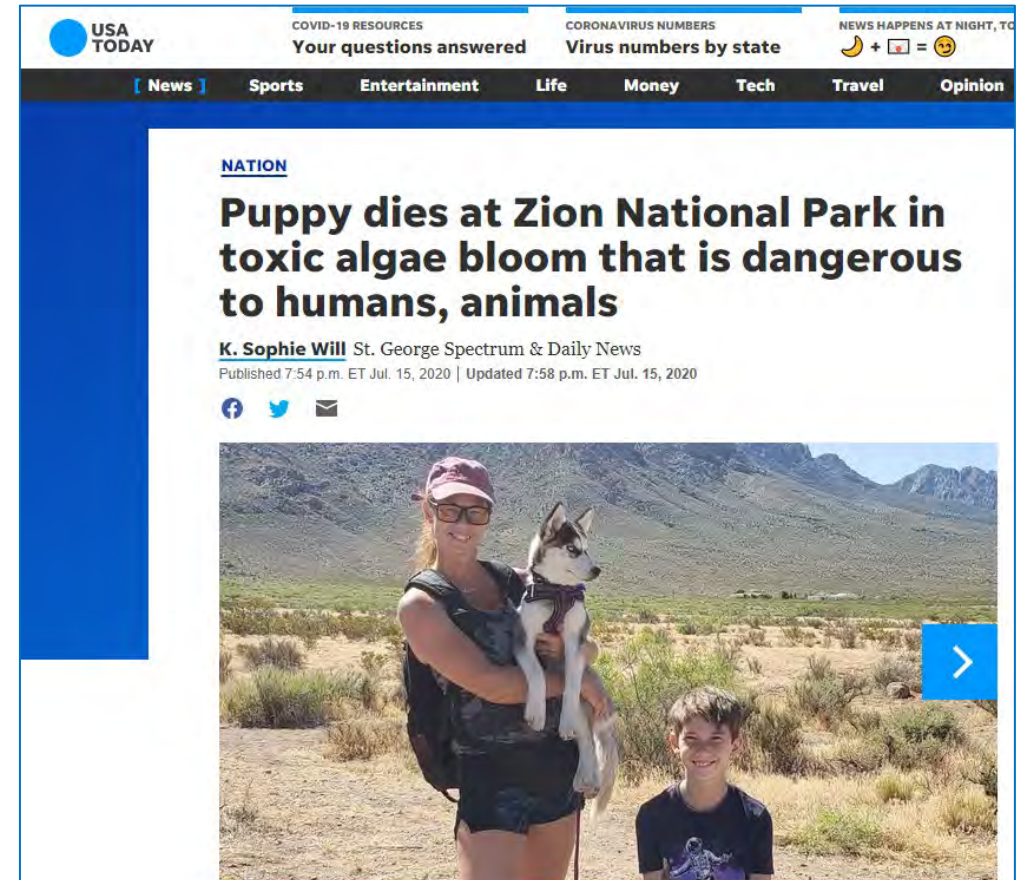 USA
TODAY
COVID-19 RESOURCES
Your questions answered
CORONAVIRUS NUMBERS
Virus numbers by state
NEWS HAPPENS AT NIGHT, TO
🌙 + 💌 = 😏
[ News ] Sports Entertainment Life Money Tech Travel Opinion
NATION
Puppy dies at Zion National Park in
toxic algae bloom that is dangerous
to humans, animals
K. Sophie Will St. George Spectrum & Daily News
Published 7:54 p.m. ET Jul. 15, 2020 | Updated 7:58 p.m. ET Jul. 15, 2020